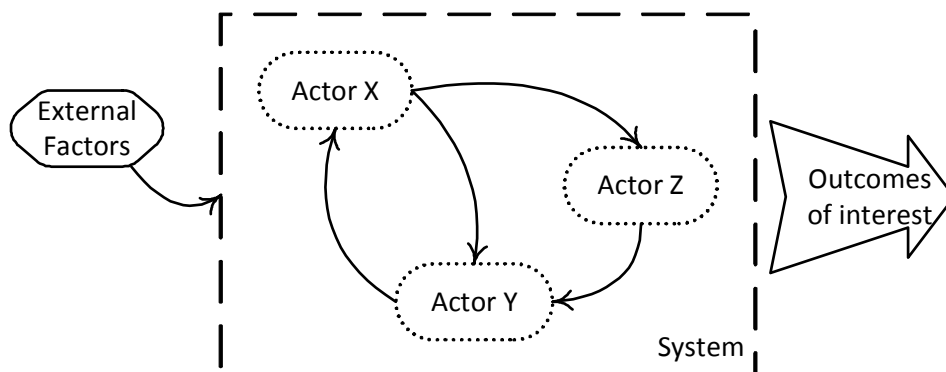 Actor X
External
Factors
Actor Z
Outcomes
of interest
Actor Y
System